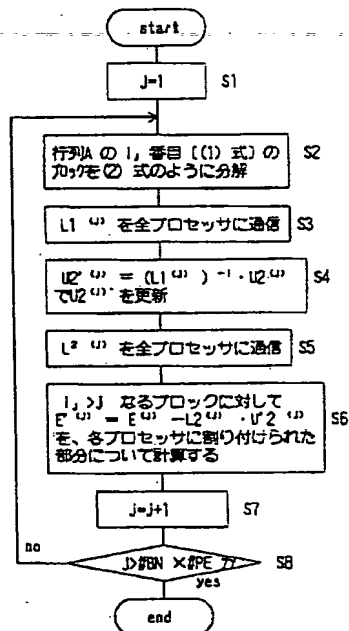 start
J=1 S1
行列A の I_J 番目 [(1) 式] の S2
ブロックを(2) 式のように分解
L1^(J) を全プロセッサに通信 S3
U2'^(J) = (L1^(J))^-1・U2^(J) S4
でU2^(J) を更新
L2^(J) を全プロセッサに通信 S5
I_J >J なるブロックに対して S6
E'^(J) = E^(J) -L2^(J)・U'2^(J)
を、各プロセッサに割り付けられた
部分について計算する
j=j+1 S7
no
J>#BN ×#PE S8
yes
end